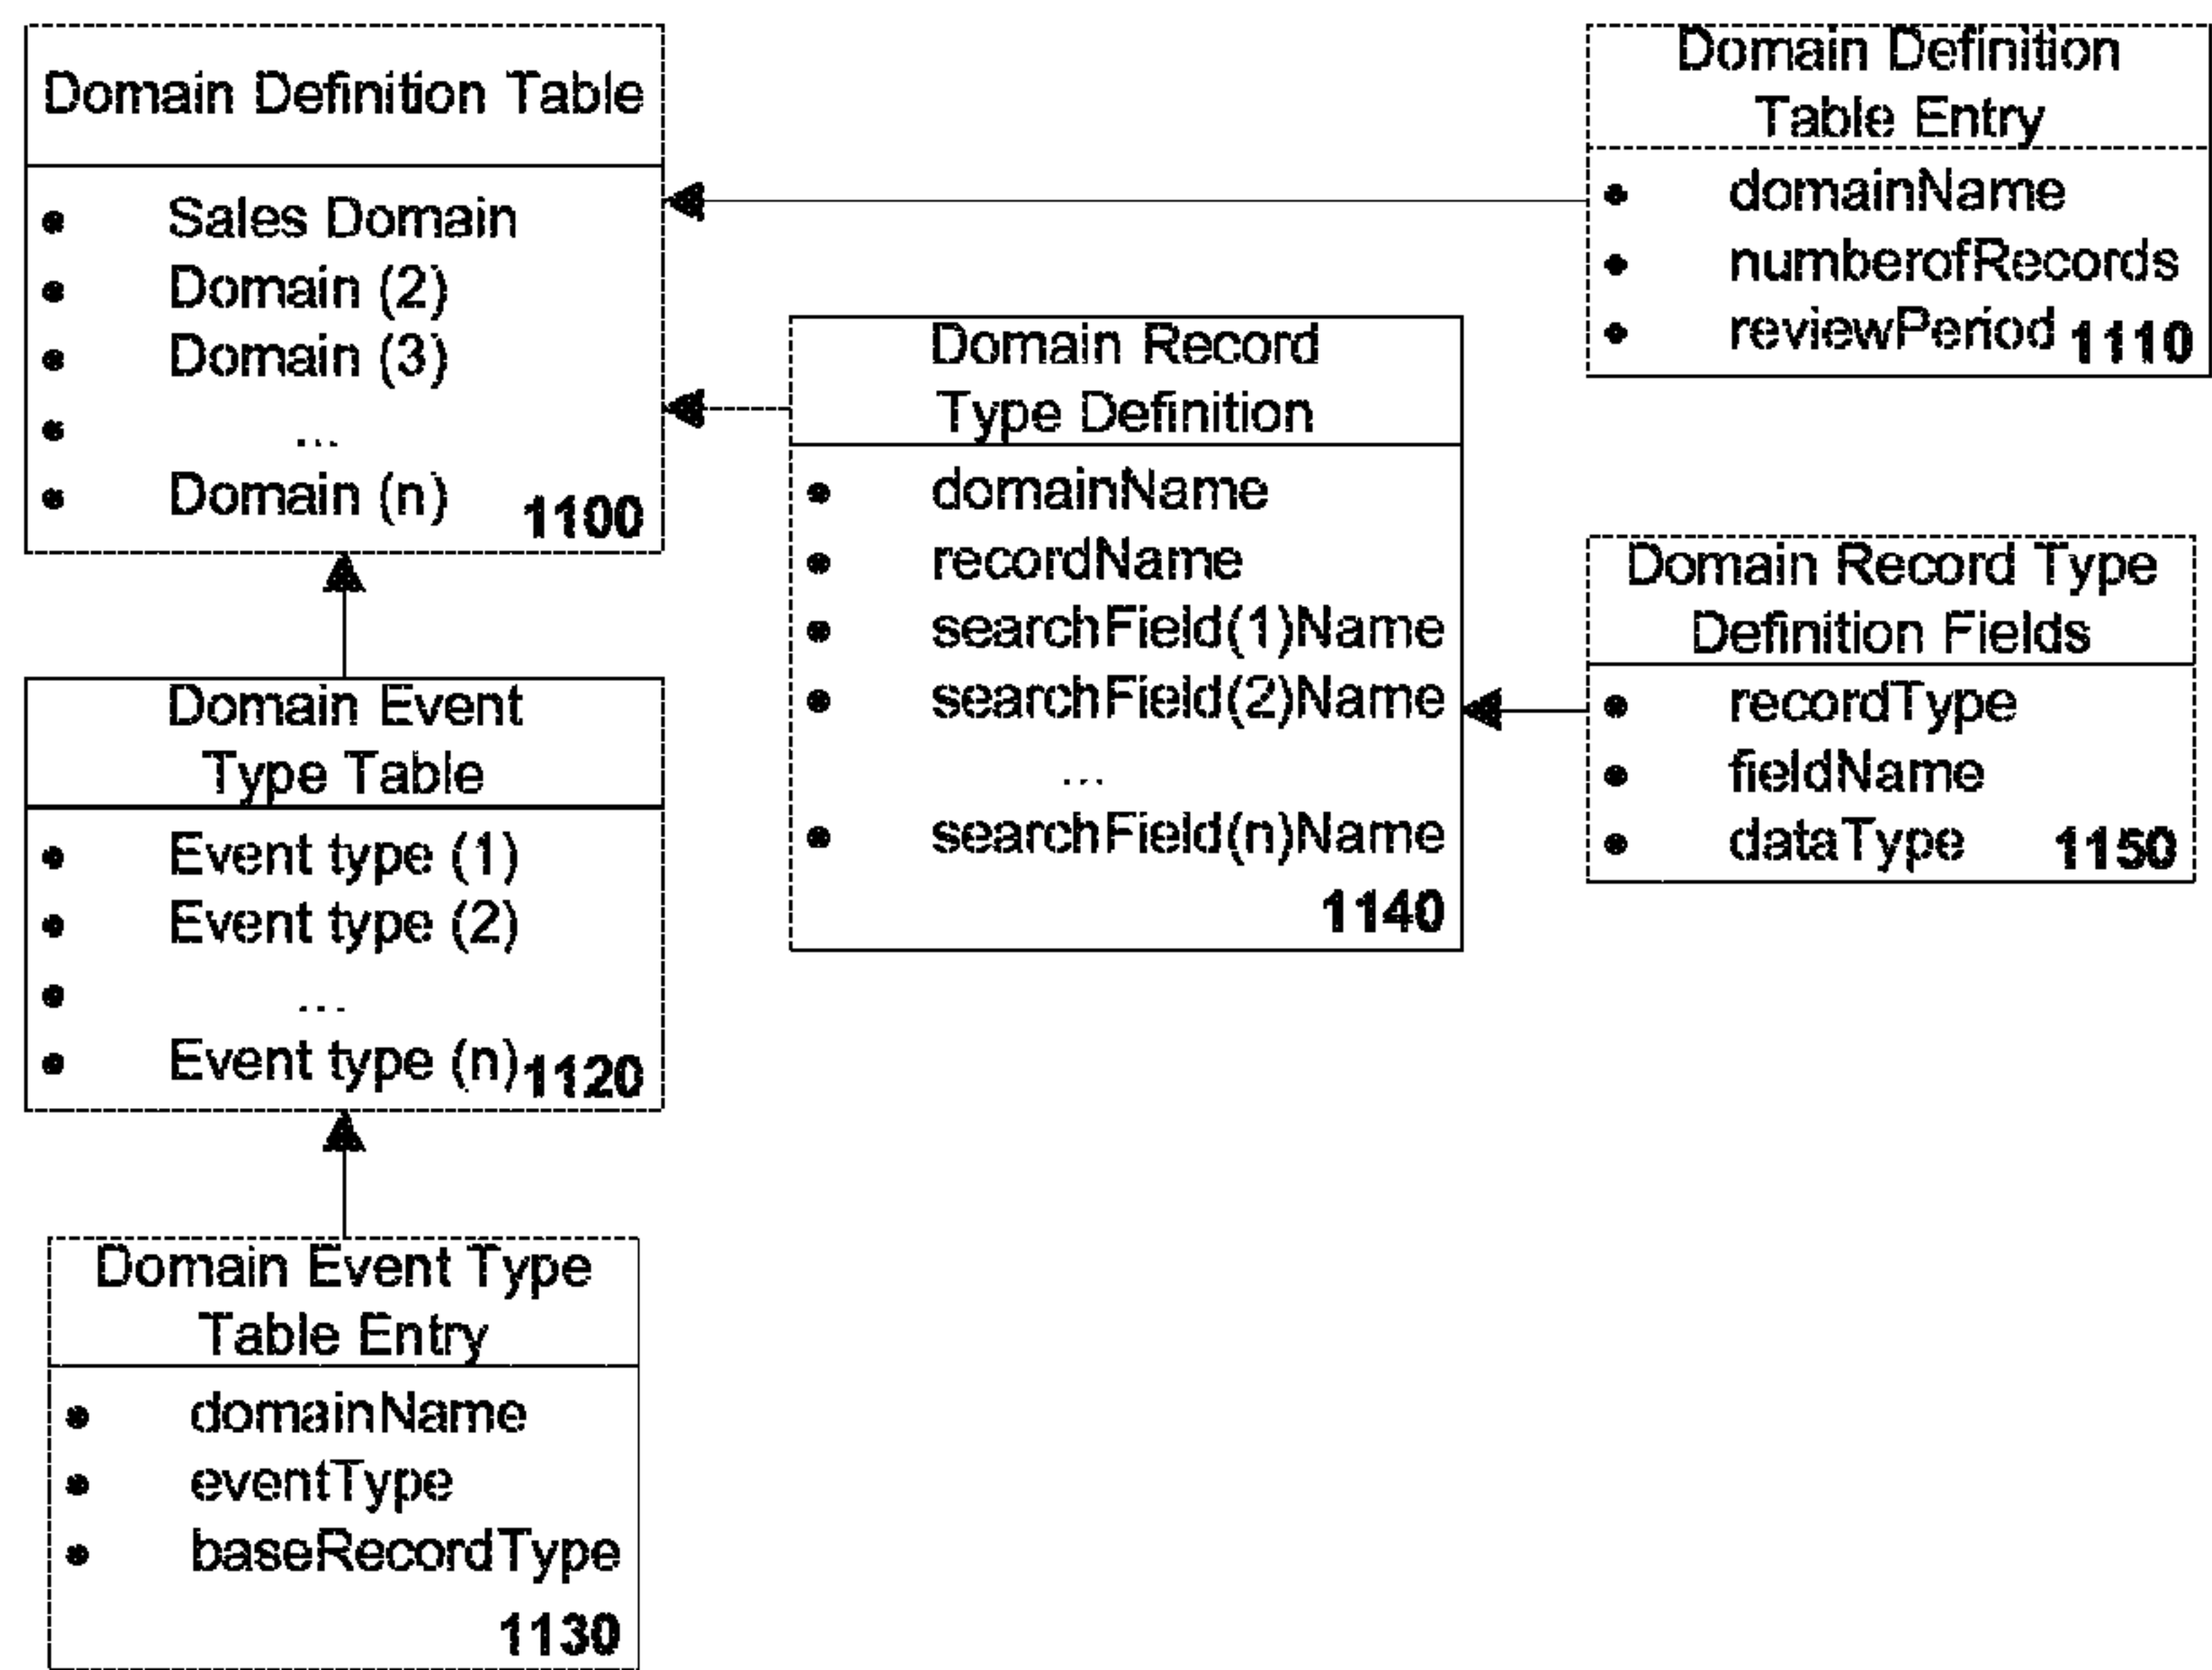 Domain Definition Table
• Sales Domain
• Domain (2)
• Domain (3)
• ...
• Domain (n)
1100
Domain Definition
Table Entry
• domainName
• numberofRecords
• reviewPeriod
1110
Domain Record
Type Definition
• domainName
• recordName
• searchField(1)Name
• searchField(2)Name
...
• searchField(n)Name
1140
Domain Record Type
Definition Fields
• recordType
• fieldName
• dataType
1150
Domain Event
Type Table
• Event type (1)
• Event type (2)
• ...
• Event type (n)
1120
Domain Event Type
Table Entry
• domainName
• eventType
• baseRecordType
1130